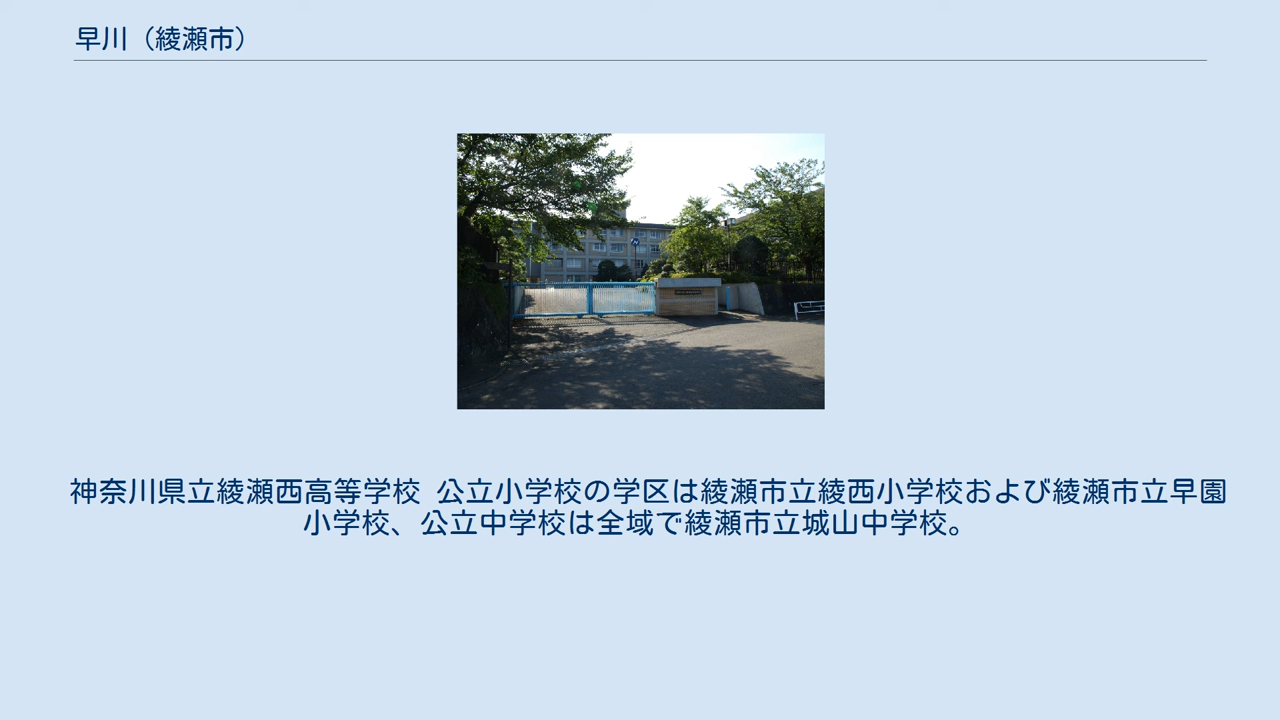 早川（綾瀬市）
神奈川県立綾瀬西高等学校 公立小学校の学区は綾瀬市立綾西小学校および綾瀬市立早園
小学校、公立中学校は全域で綾瀬市立城山中学校。